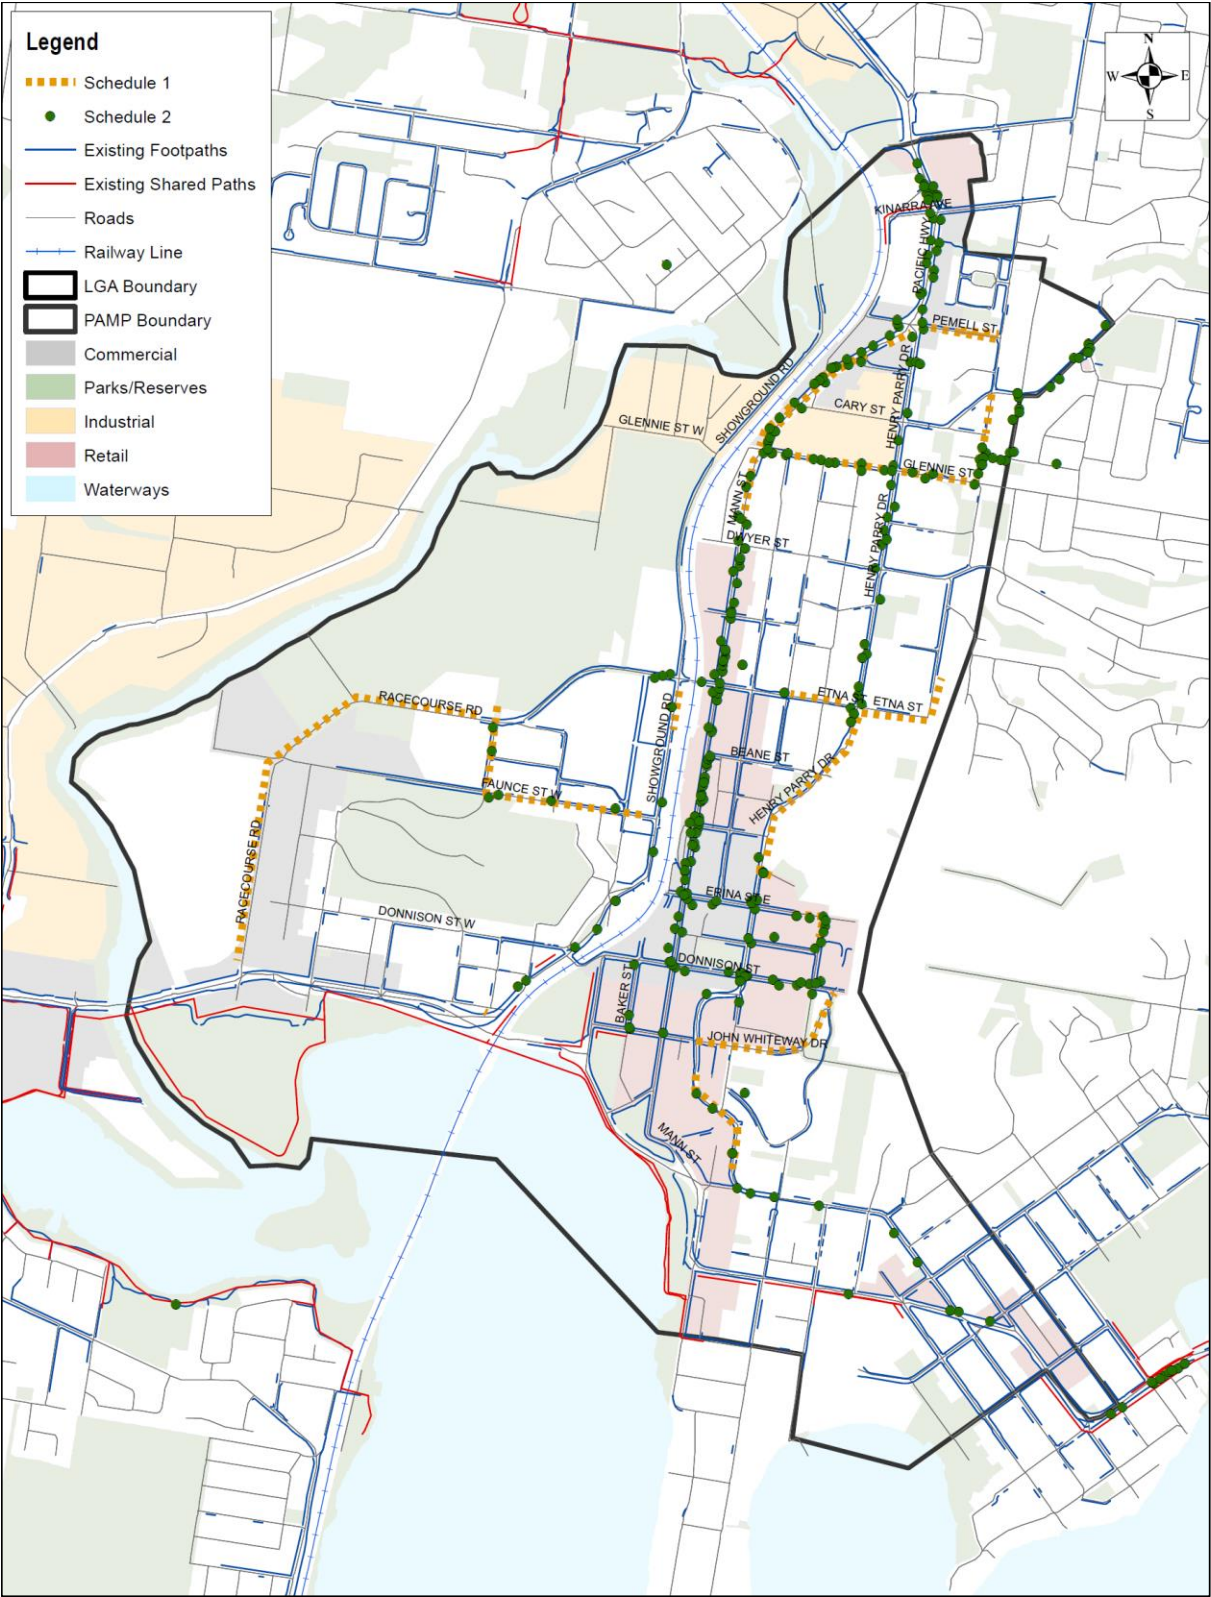 Legend
Schedule 1
Schedule 2
Existing Footpaths
Existing Shared Paths
Roads
Railway Line
LGA Boundary
PAMP Boundary
Commercial
Parks/Reserves
Industrial
Retail
Waterways
N
W
E
S
KINARRA AVE
PACIFIC HWY
PEMELL ST
HENRY PARRY DR
SHOWGROUND RD
CARY ST
GLENNIE ST W
GLENNIE ST
MANN ST
HENRY PARRY DR
DWYER ST
RACECOURSE RD
ETNA ST
ETNA ST
SHOWGROUND RD
BEANE ST
HENRY PARRY DR
FAUNCE ST W
RACECOURSE RD
ERINA ST E
DONNISON ST W
DONNISON ST
BAKER ST
JOHN WHITEWAY DR
MANN ST